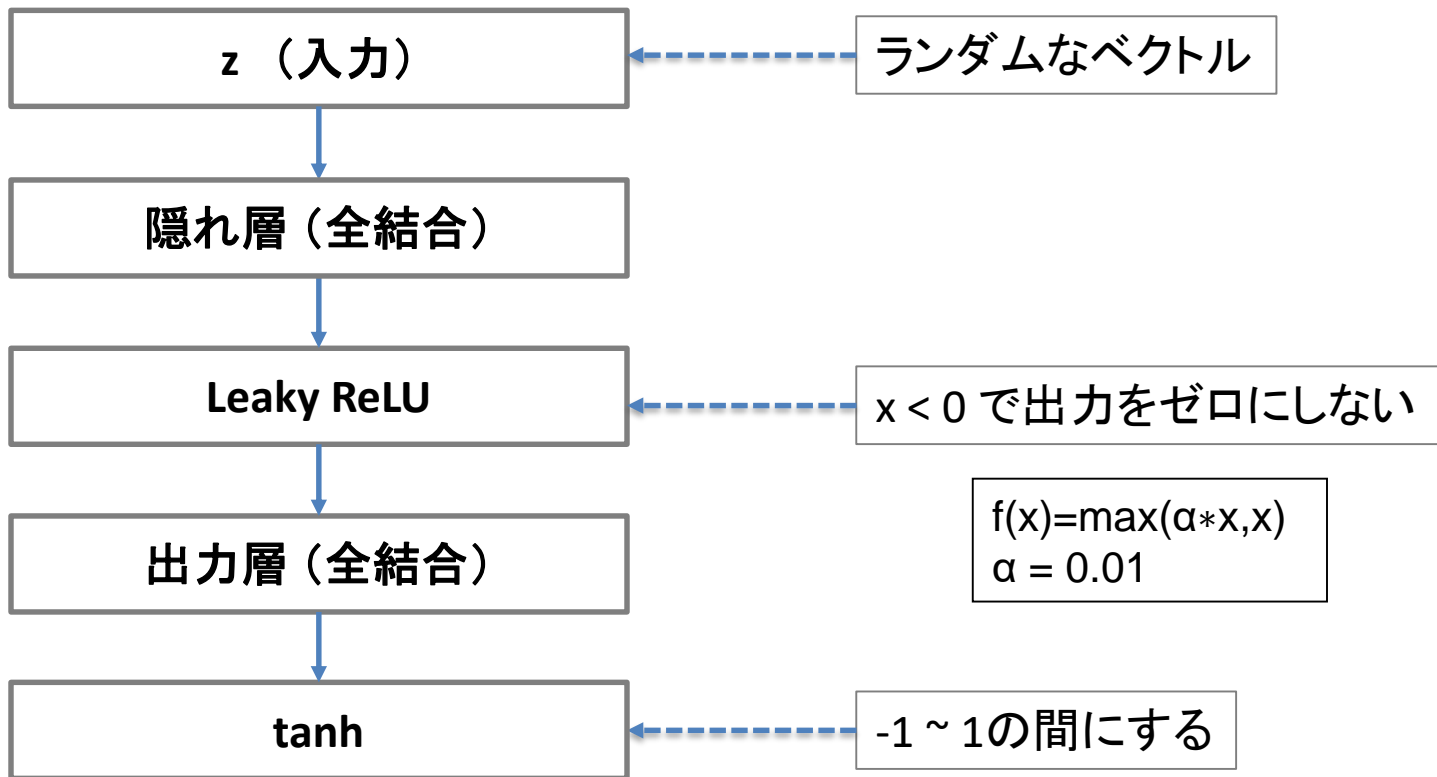 z （入力）
ランダムなベクトル
隠れ層（全結合）
Leaky ReLU
x < 0 で出力をゼロにしない
f(x)=max(α*x,x)
α = 0.01
出力層（全結合）
tanh
-1 ~ 1の間にする